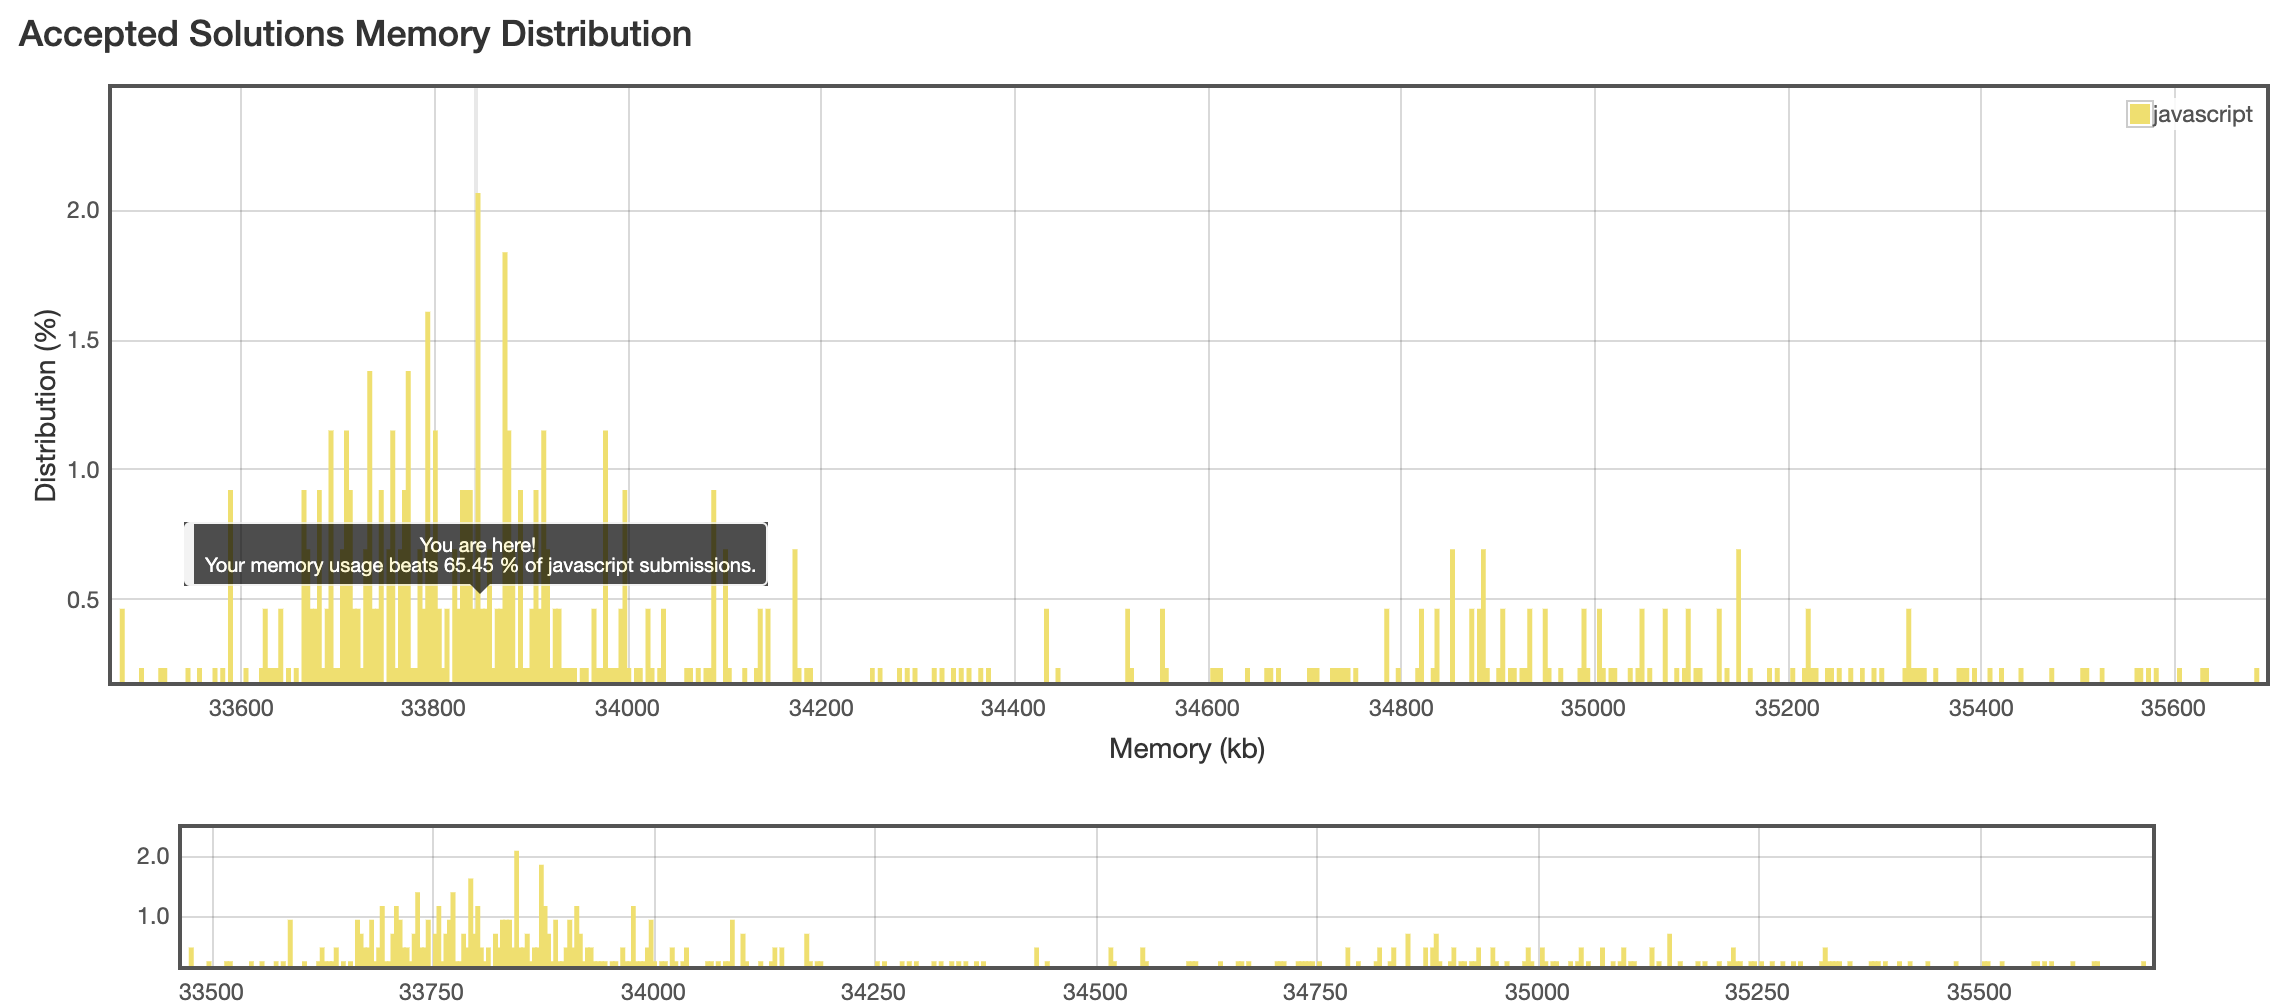 Accepted Solutions Memory Distribution
javascript
2.0
1.5
1.0
0.5
Distribution (%)
You are here!
Your memory usage beats 65.45 % of javascript submissions.
33600 33800 34000 34200 34400 34600 34800 35000 35200 35400 35600
Memory (kb)
2.0
1.0
33500 33750 34000 34250 34500 34750 35000 35250 35500